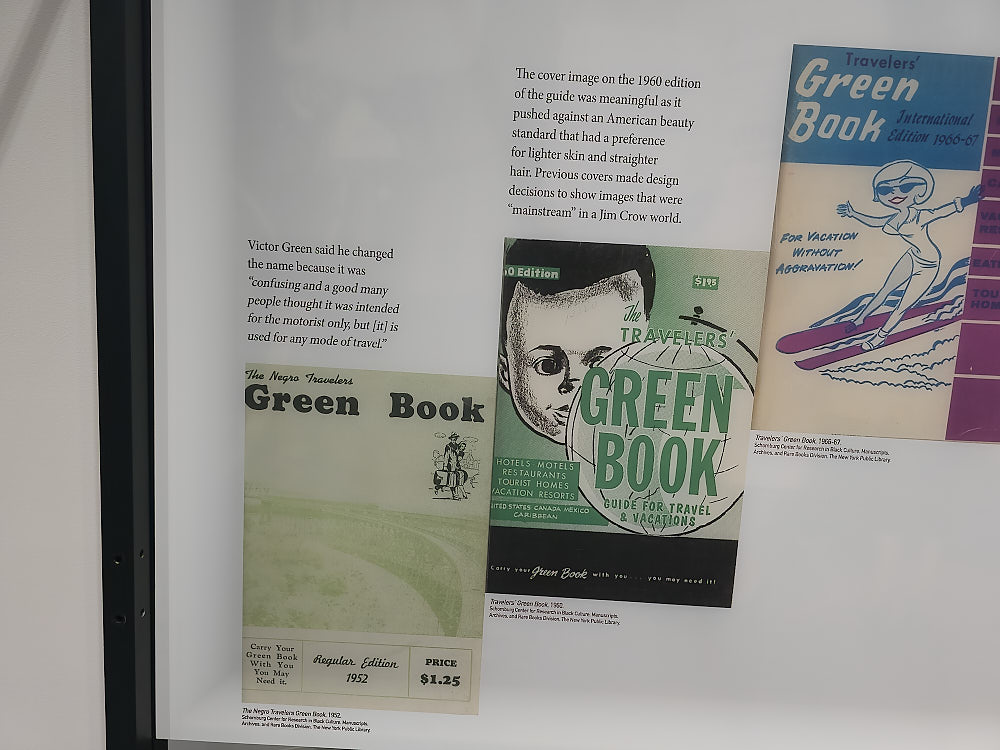 Victor Green said he changed
the name because it was
“confusing and a good many
people thought it was intended
for the motorist only, but [it] is
used for any mode of travel.”
The Negro Travelers
Green Book
Carry Your
Green Book
With You
You May
Need it.
Regular Edition
1952
PRICE
$1.25
The Negro Travelers Green Book, 1952.
Schomburg Center for Research in Black Culture, Manuscripts,
Archives, and Rare Books Division, The New York Public Library.
The cover image on the 1960 edition
of the guide was meaningful as it
pushed against an American beauty
standard that had a preference
for lighter skin and straighter
hair. Previous covers made design
decisions to show images that were
“mainstream” in a Jim Crow world.
Edition
$1.95
The
TRAVELERS'
GREEN
BOOK
HOTELS MOTELS
RESTAURANTS
TOURIST HOMES
VACATION RESORTS
UNITED STATES CANADA MEXICO
CARIBBEAN
GUIDE FOR TRAVEL
& VACATIONS
Carry your Green Book with you . . . you may need it!
Travelers' Green Book, 1960.
Schomburg Center for Research in Black Culture, Manuscripts,
Archives, and Rare Books Division, The New York Public Library.
Travelers'
Green
Book
International
Edition 1966-67
FOR VACATION
WITHOUT
AGGRAVATION!
Travelers' Green Book, 1966-67.
Schomburg Center for Research in Black Culture, Manuscripts,
Archives, and Rare Books Division, The New York Public Library.